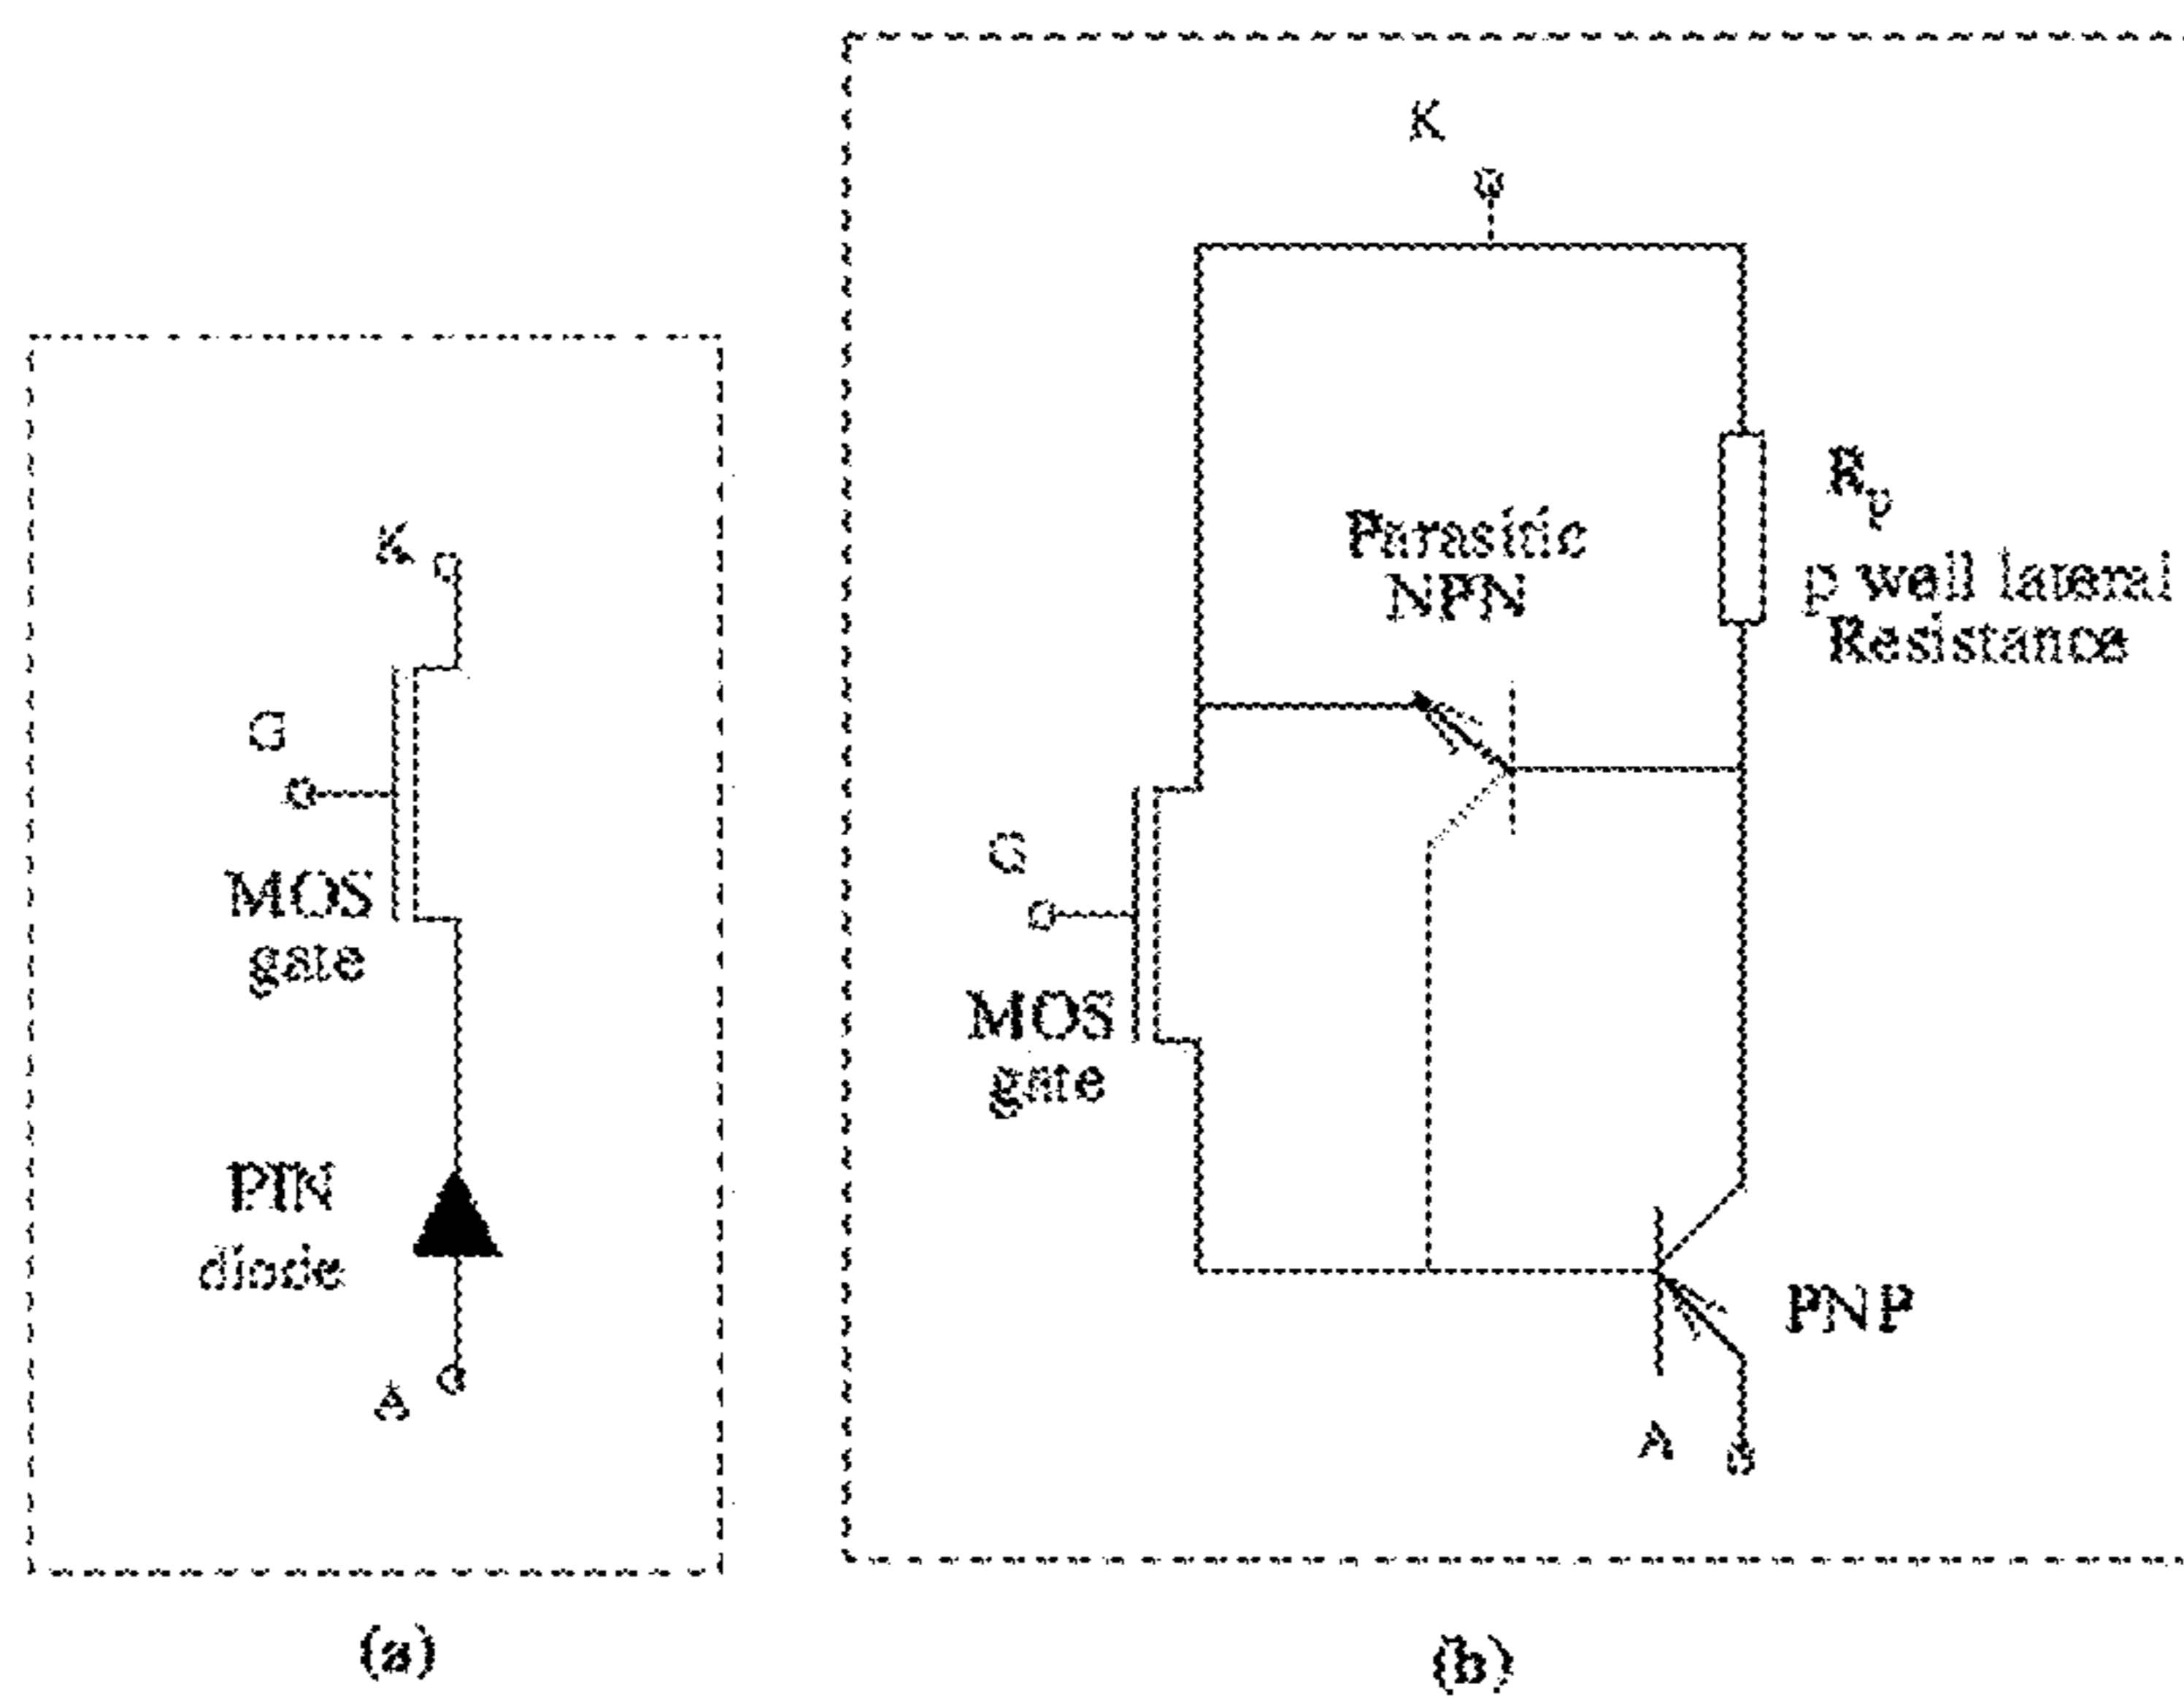 K
G
MOS
gate
PIN
diode
A
(a)
K
Parasitic
NPN
Rp
p well lateral
Resistance
G
MOS
gate
PNP
A
(b)